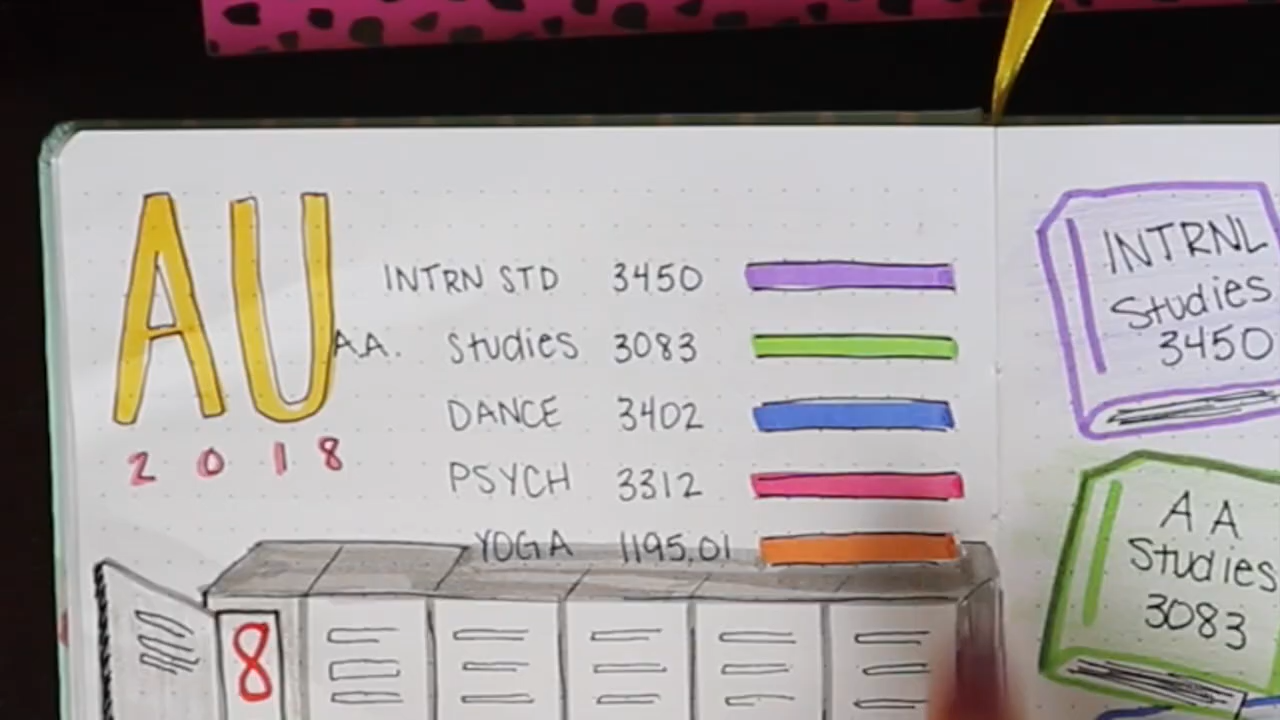 AU
2018
INTRN STD 3450
A.A. Studies 3083
DANCE 3402
PSYCH 3312
YOGA 1195.01
8
INTRNL
Studies
3450
AA
Studies
3083